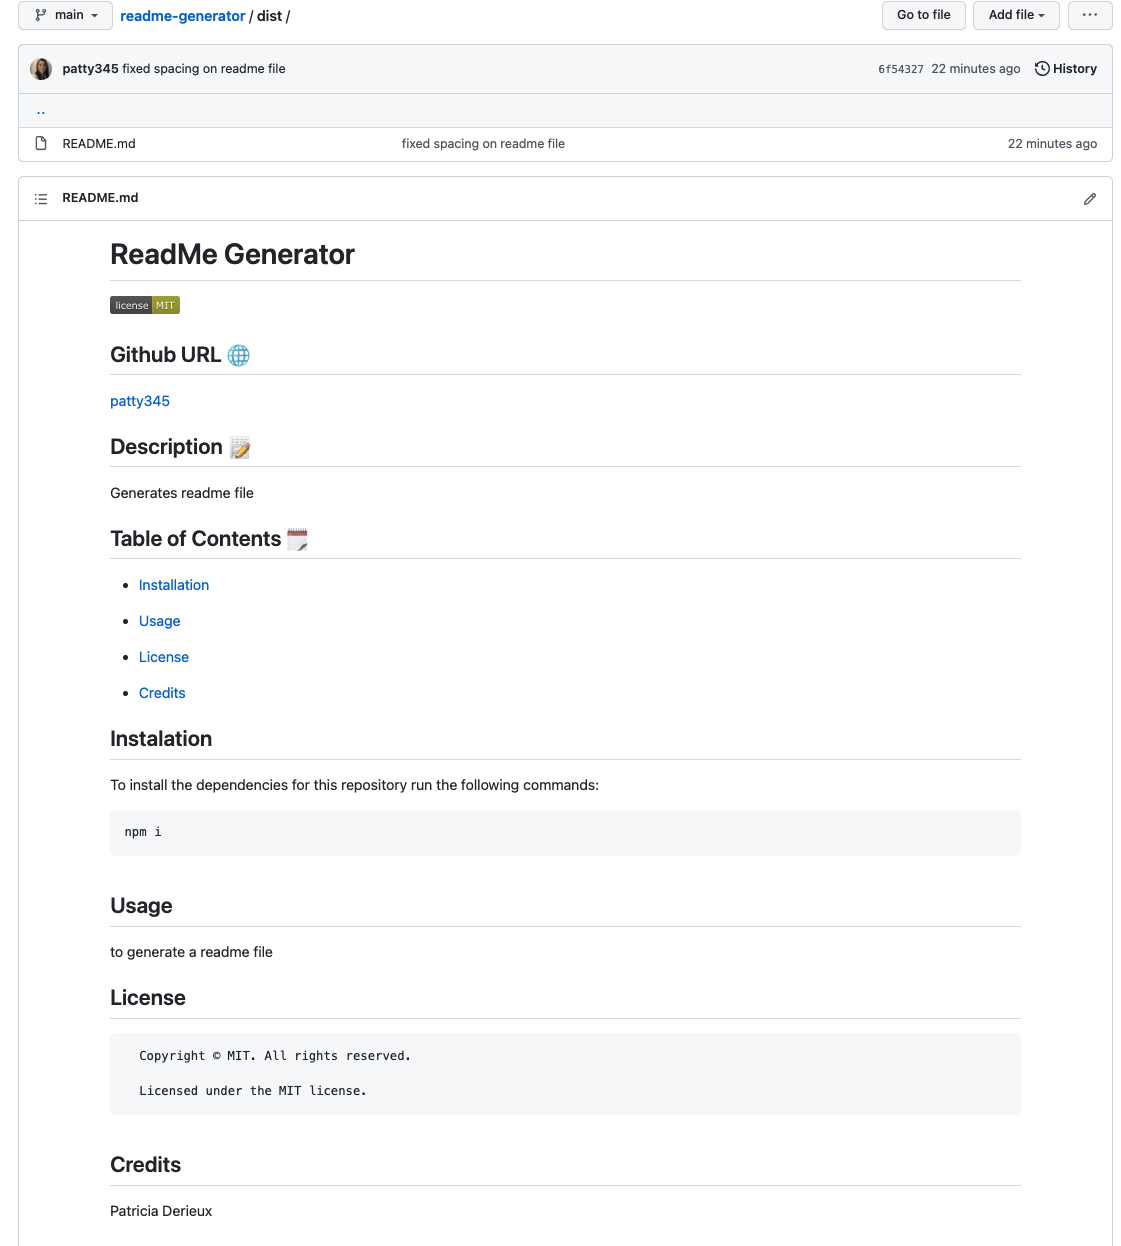 main
readme-generator / dist /
Go to file
Add file
patty345 fixed spacing on readme file
6f54327 22 minutes ago
History
..
README.md fixed spacing on readme file 22 minutes ago
README.md
ReadMe Generator
license MIT
Github URL 🌐
patty345
Description 📝
Generates readme file
Table of Contents 🗒
Installation
Usage
License
Credits
Instalation
To install the dependencies for this repository run the following commands:
npm i
Usage
to generate a readme file
License
Copyright © MIT. All rights reserved.
Licensed under the MIT license.
Credits
Patricia Derieux